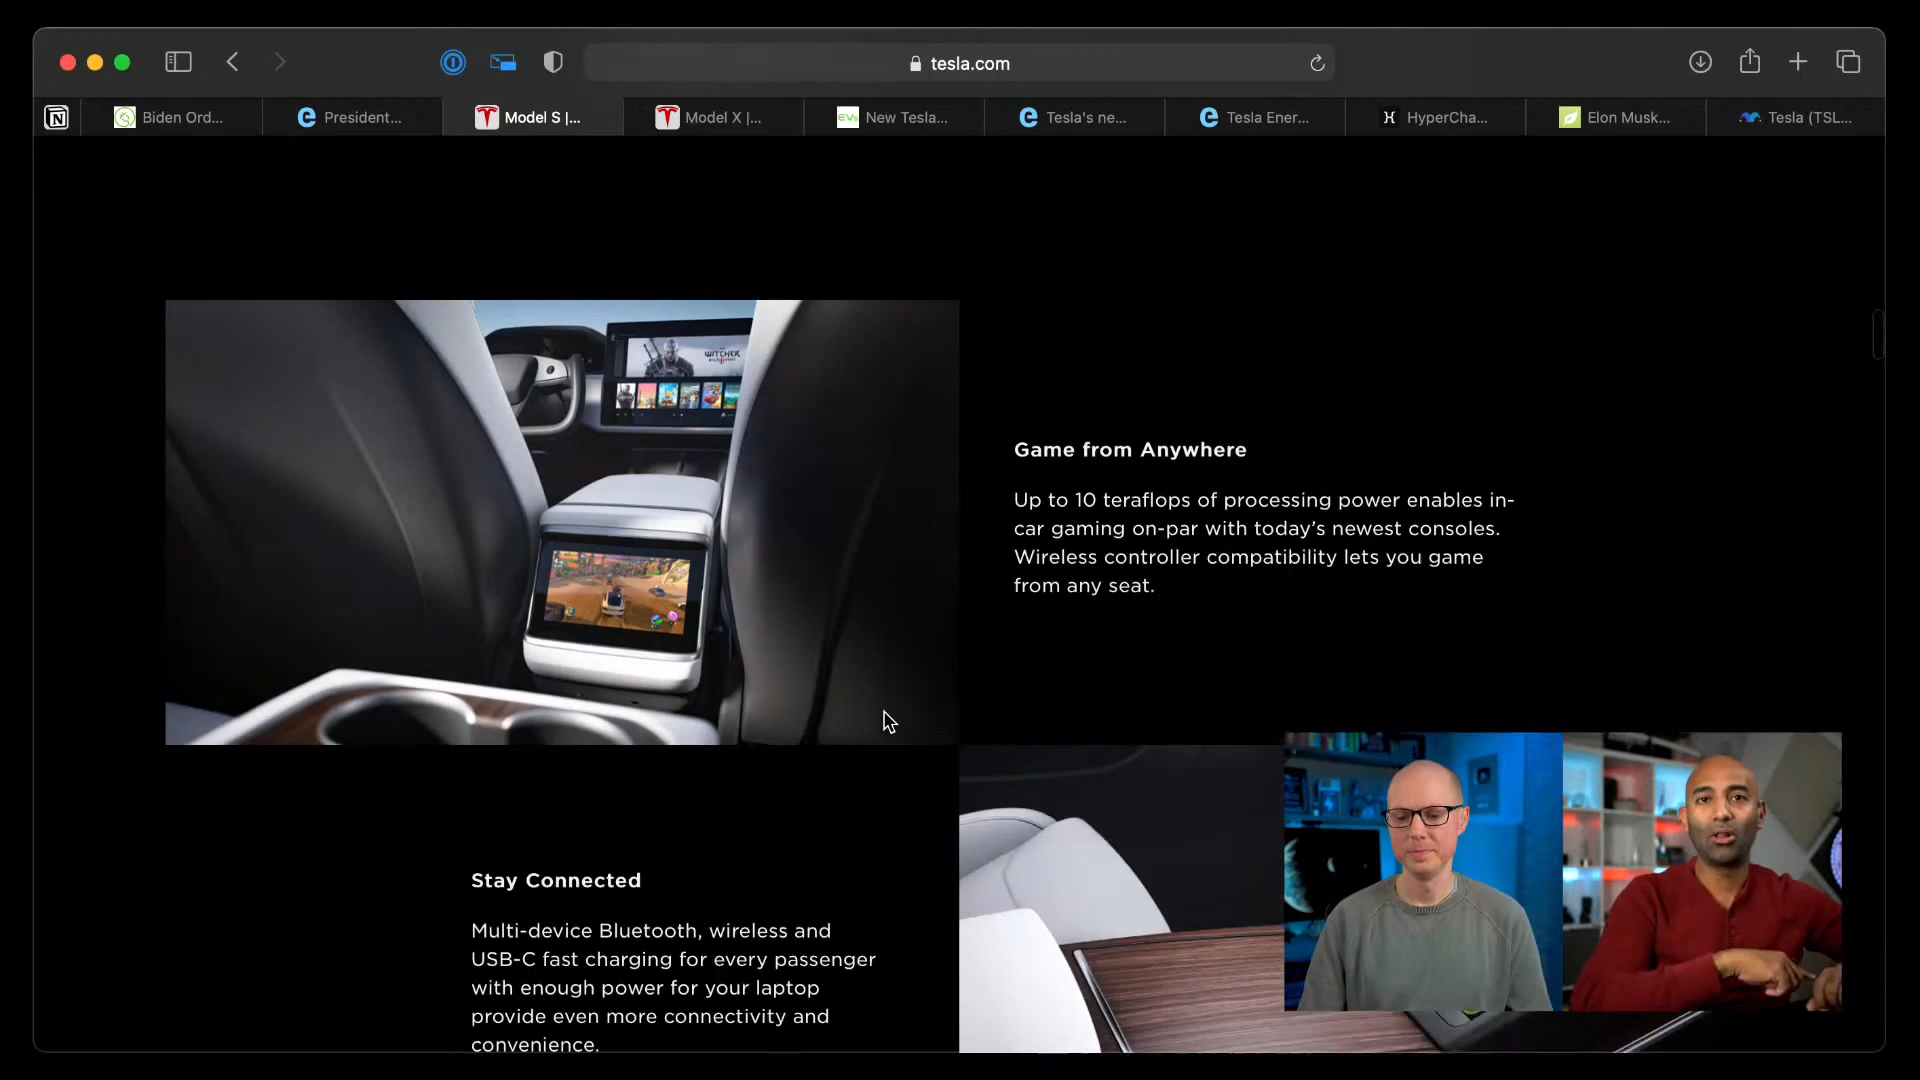 tesla.com
Biden Ord...
President...
Model S |...
Model X |...
New Tesla...
Tesla's ne...
Tesla Ener...
HyperCha...
Elon Musk...
Tesla (TSL...
WITCHER
Game from Anywhere
Up to 10 teraflops of processing power enables in-
car gaming on-par with today’s newest consoles.
Wireless controller compatibility lets you game
from any seat.
Stay Connected
Multi-device Bluetooth, wireless and
USB-C fast charging for every passenger
with enough power for your laptop
provide even more connectivity and
convenience.